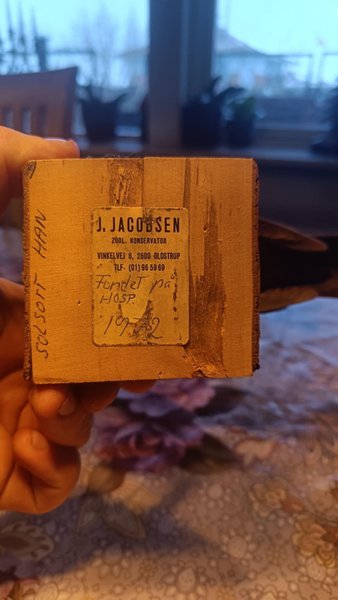 J. JACOBSEN
ZOOL. KONSERVATOR
VINKELVEJ 6, 2600 GLOSTRUP
TLF. (01) 96 59 69
Fundet på
HOSP.
SOLSORT HAN